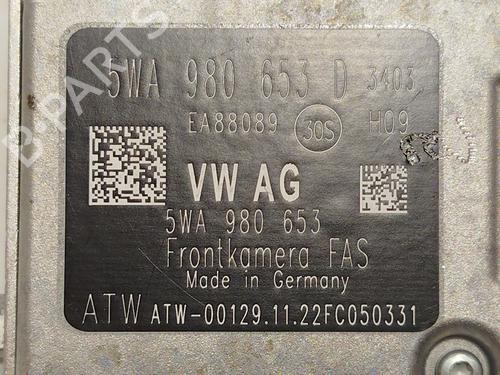 5WA 980 653 D 3403
EA88089 30S H09
VW AG
5WA 980 653
Frontkamera FAS
Made in Germany
ATW ATW-00129.11.22FC050331
B-PARTS